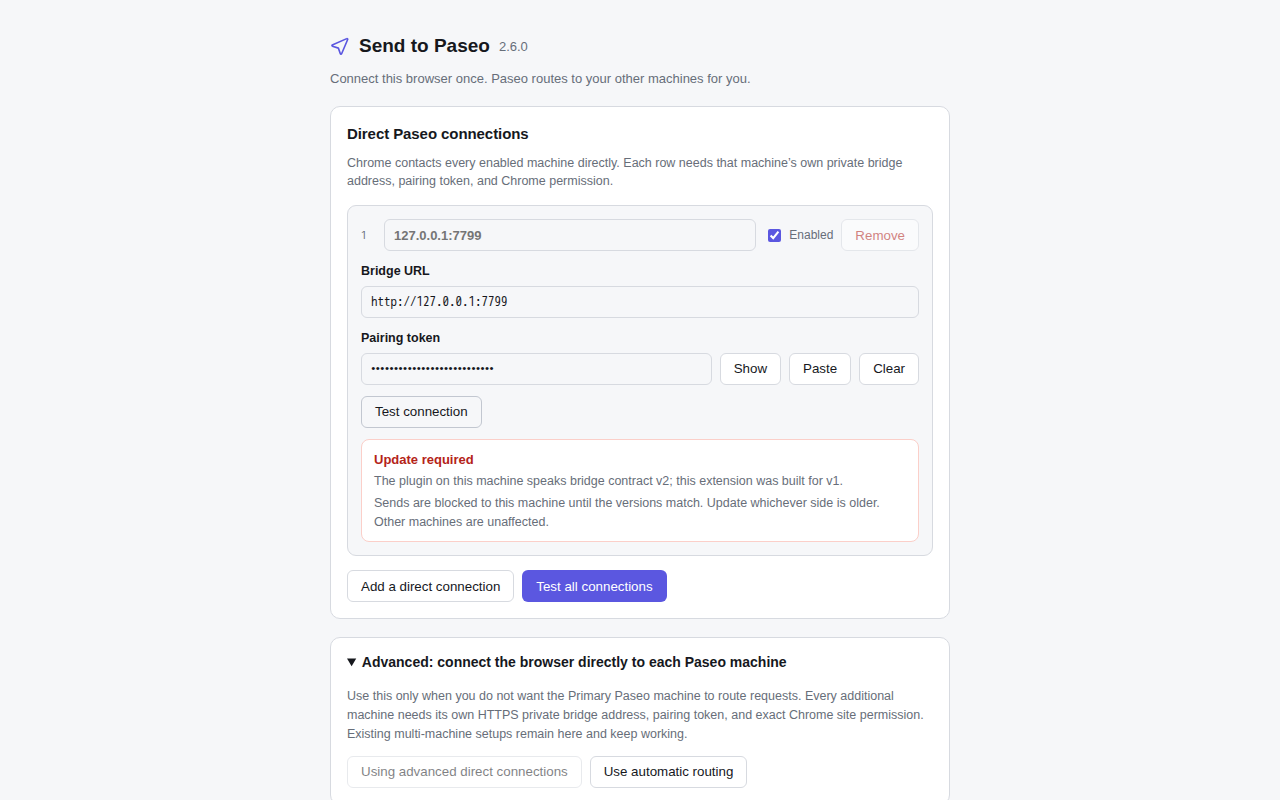 Send to Paseo 2.6.0
Connect this browser once. Paseo routes to your other machines for you.
Direct Paseo connections
Chrome contacts every enabled machine directly. Each row needs that machine’s own private bridge
address, pairing token, and Chrome permission.
1 127.0.0.1:7799 Enabled Remove
Bridge URL
http://127.0.0.1:7799
Pairing token
••••••••••••••••••••••••••• Show Paste Clear
Test connection
Update required
The plugin on this machine speaks bridge contract v2; this extension was built for v1.
Sends are blocked to this machine until the versions match. Update whichever side is older.
Other machines are unaffected.
Add a direct connection Test all connections
▼ Advanced: connect the browser directly to each Paseo machine
Use this only when you do not want the Primary Paseo machine to route requests. Every additional
machine needs its own HTTPS private bridge address, pairing token, and exact Chrome site permission.
Existing multi-machine setups remain here and keep working.
Using advanced direct connections Use automatic routing